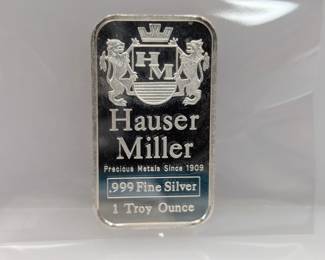 HM
Hauser
Miller
Precious Metals Since 1909
.999 Fine Silver
1 Troy Ounce